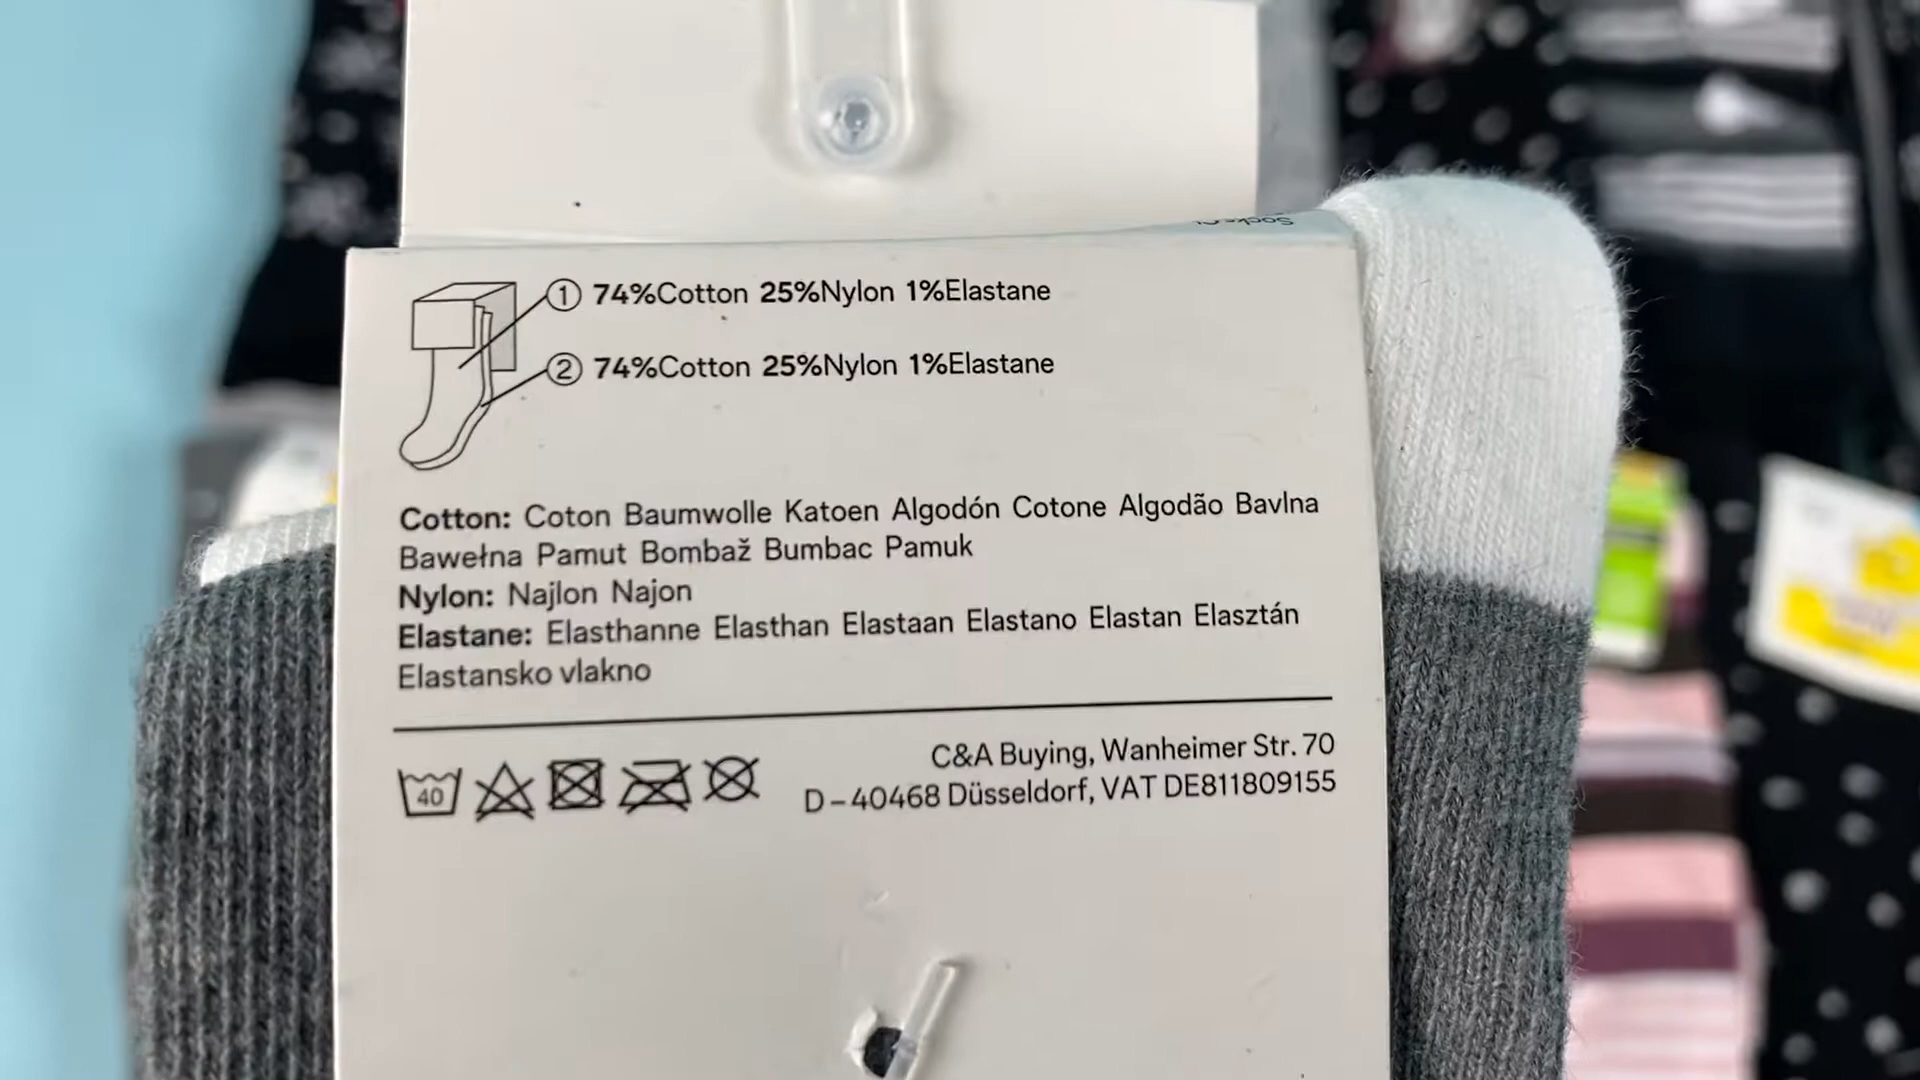 ① 74%Cotton 25%Nylon 1%Elastane
② 74%Cotton 25%Nylon 1%Elastane
Cotton: Coton Baumwolle Katoen Algodón Cotone Algodão Bavlna
Bawełna Pamut Bombaž Bumbac Pamuk
Nylon: Najlon Najon
Elastane: Elasthanne Elasthan Elastaan Elastano Elastan Elasztán
Elastansko vlakno
40
C&A Buying, Wanheimer Str. 70
D – 40468 Düsseldorf, VAT DE811809155